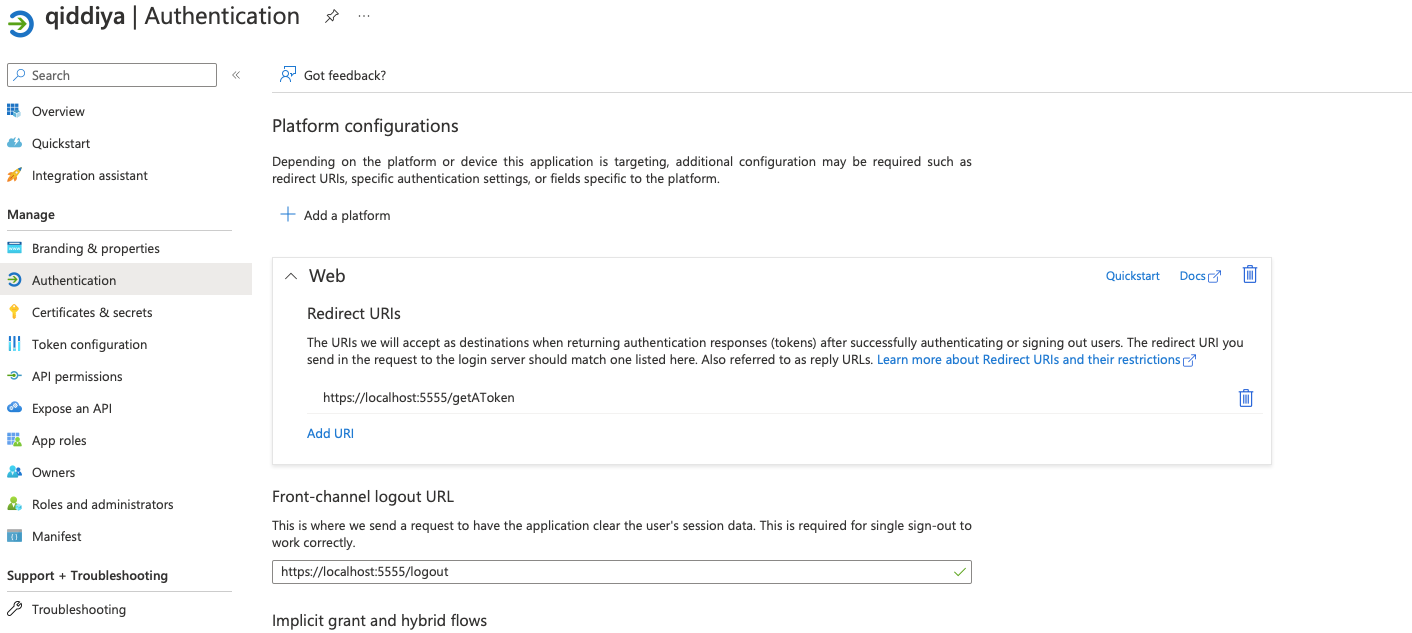 qiddiya | Authentication
Search
Overview
Quickstart
Integration assistant
Manage
Branding & properties
Authentication
Certificates & secrets
Token configuration
API permissions
Expose an API
App roles
Owners
Roles and administrators
Manifest
Support + Troubleshooting
Troubleshooting
Got feedback?
Platform configurations
Depending on the platform or device this application is targeting, additional configuration may be required such as
redirect URIs, specific authentication settings, or fields specific to the platform.
Add a platform
Web
Quickstart
Docs
Redirect URIs
The URIs we will accept as destinations when returning authentication responses (tokens) after successfully authenticating or signing out users. The redirect URI you
send in the request to the login server should match one listed here. Also referred to as reply URLs. Learn more about Redirect URIs and their restrictions
https://localhost:5555/getAToken
Add URI
Front-channel logout URL
This is where we send a request to have the application clear the user's session data. This is required for single sign-out to
work correctly.
https://localhost:5555/logout
Implicit grant and hybrid flows